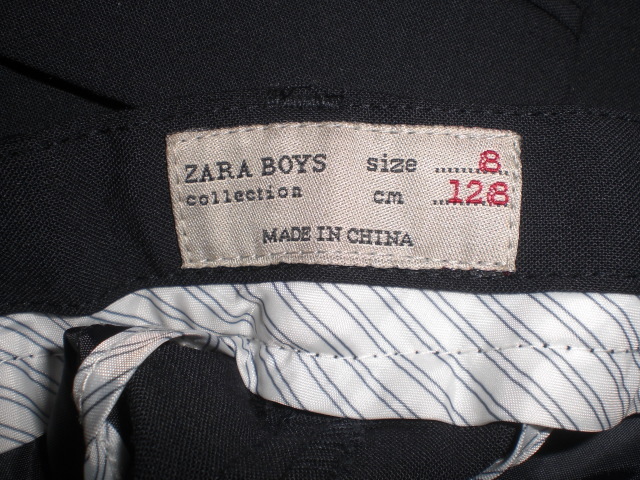 ZARA BOYS size ........8..
collection cm ...128
MADE IN CHINA